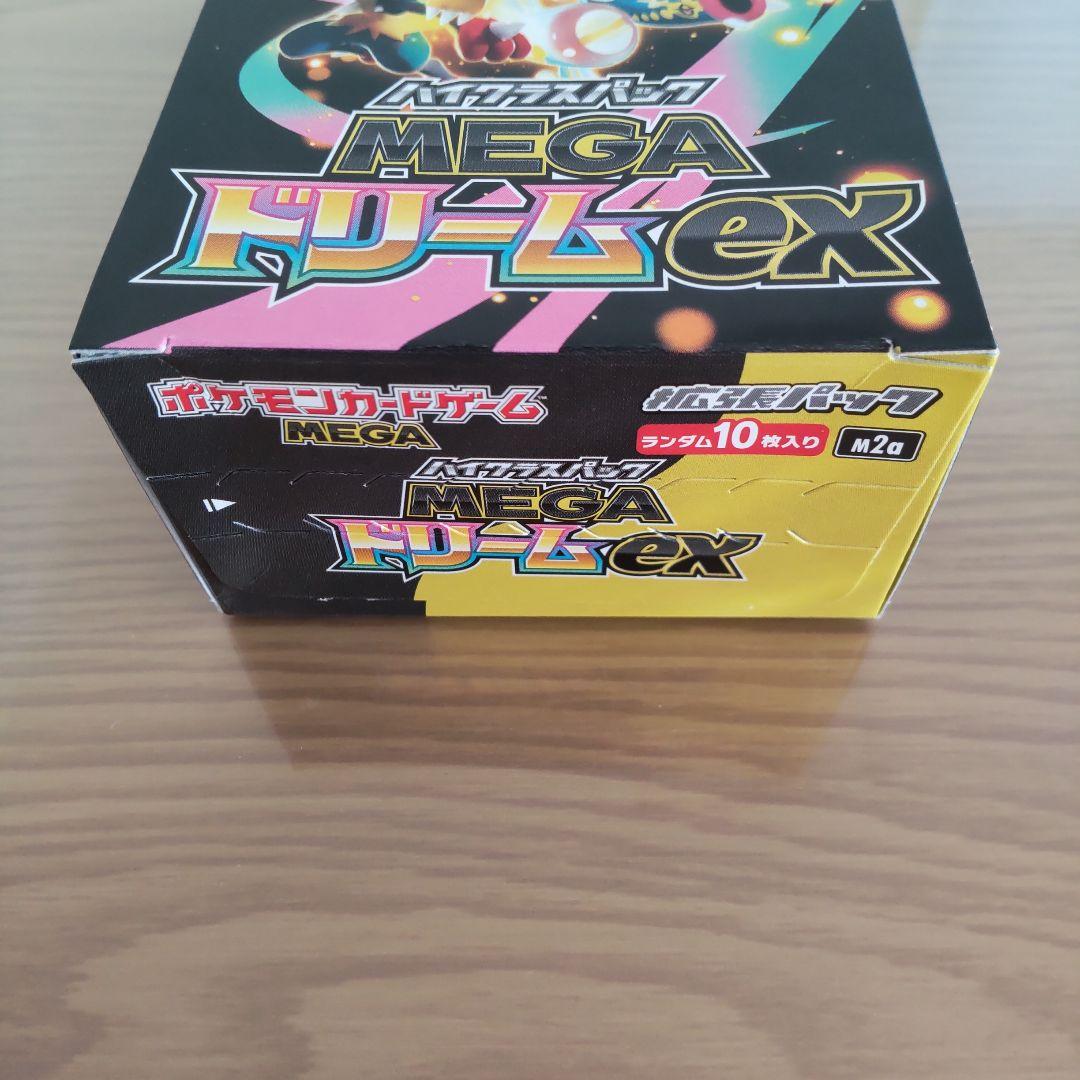 ハイクラスパック
MEGA
ドリームex
ポケモンカードゲーム™
MEGA
拡張パック
ランダム10枚入り
M2a
ハイクラスパック
MEGA
ドリームex